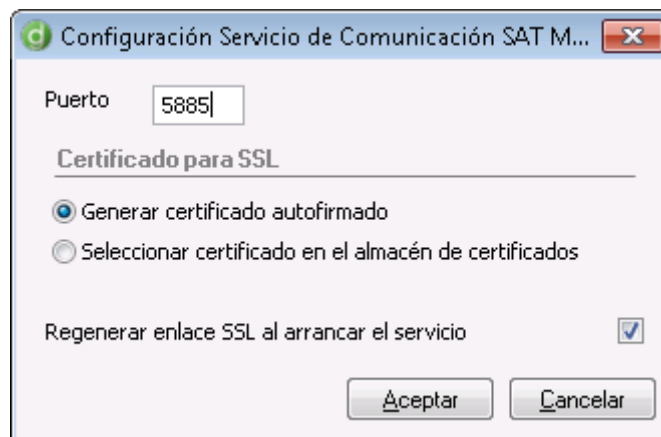 Configuración Servicio de Comunicación SAT M...
Puerto 5885
Certificado para SSL
Generar certificado autofirmado
Seleccionar certificado en el almacén de certificados
Regenerar enlace SSL al arrancar el servicio
Aceptar Cancelar